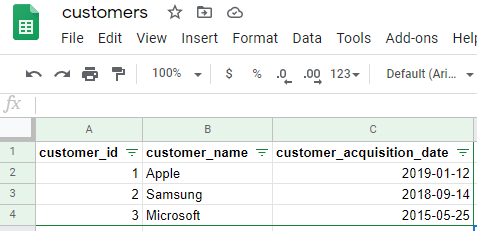 customers
File Edit View Insert Format Data Tools Add-ons Help
100% $ % .0 .00 123 Default (Ari...
fx
A B C
1 customer_id customer_name customer_acquisition_date
2 1 Apple 2019-01-12
3 2 Samsung 2018-09-14
4 3 Microsoft 2015-05-25